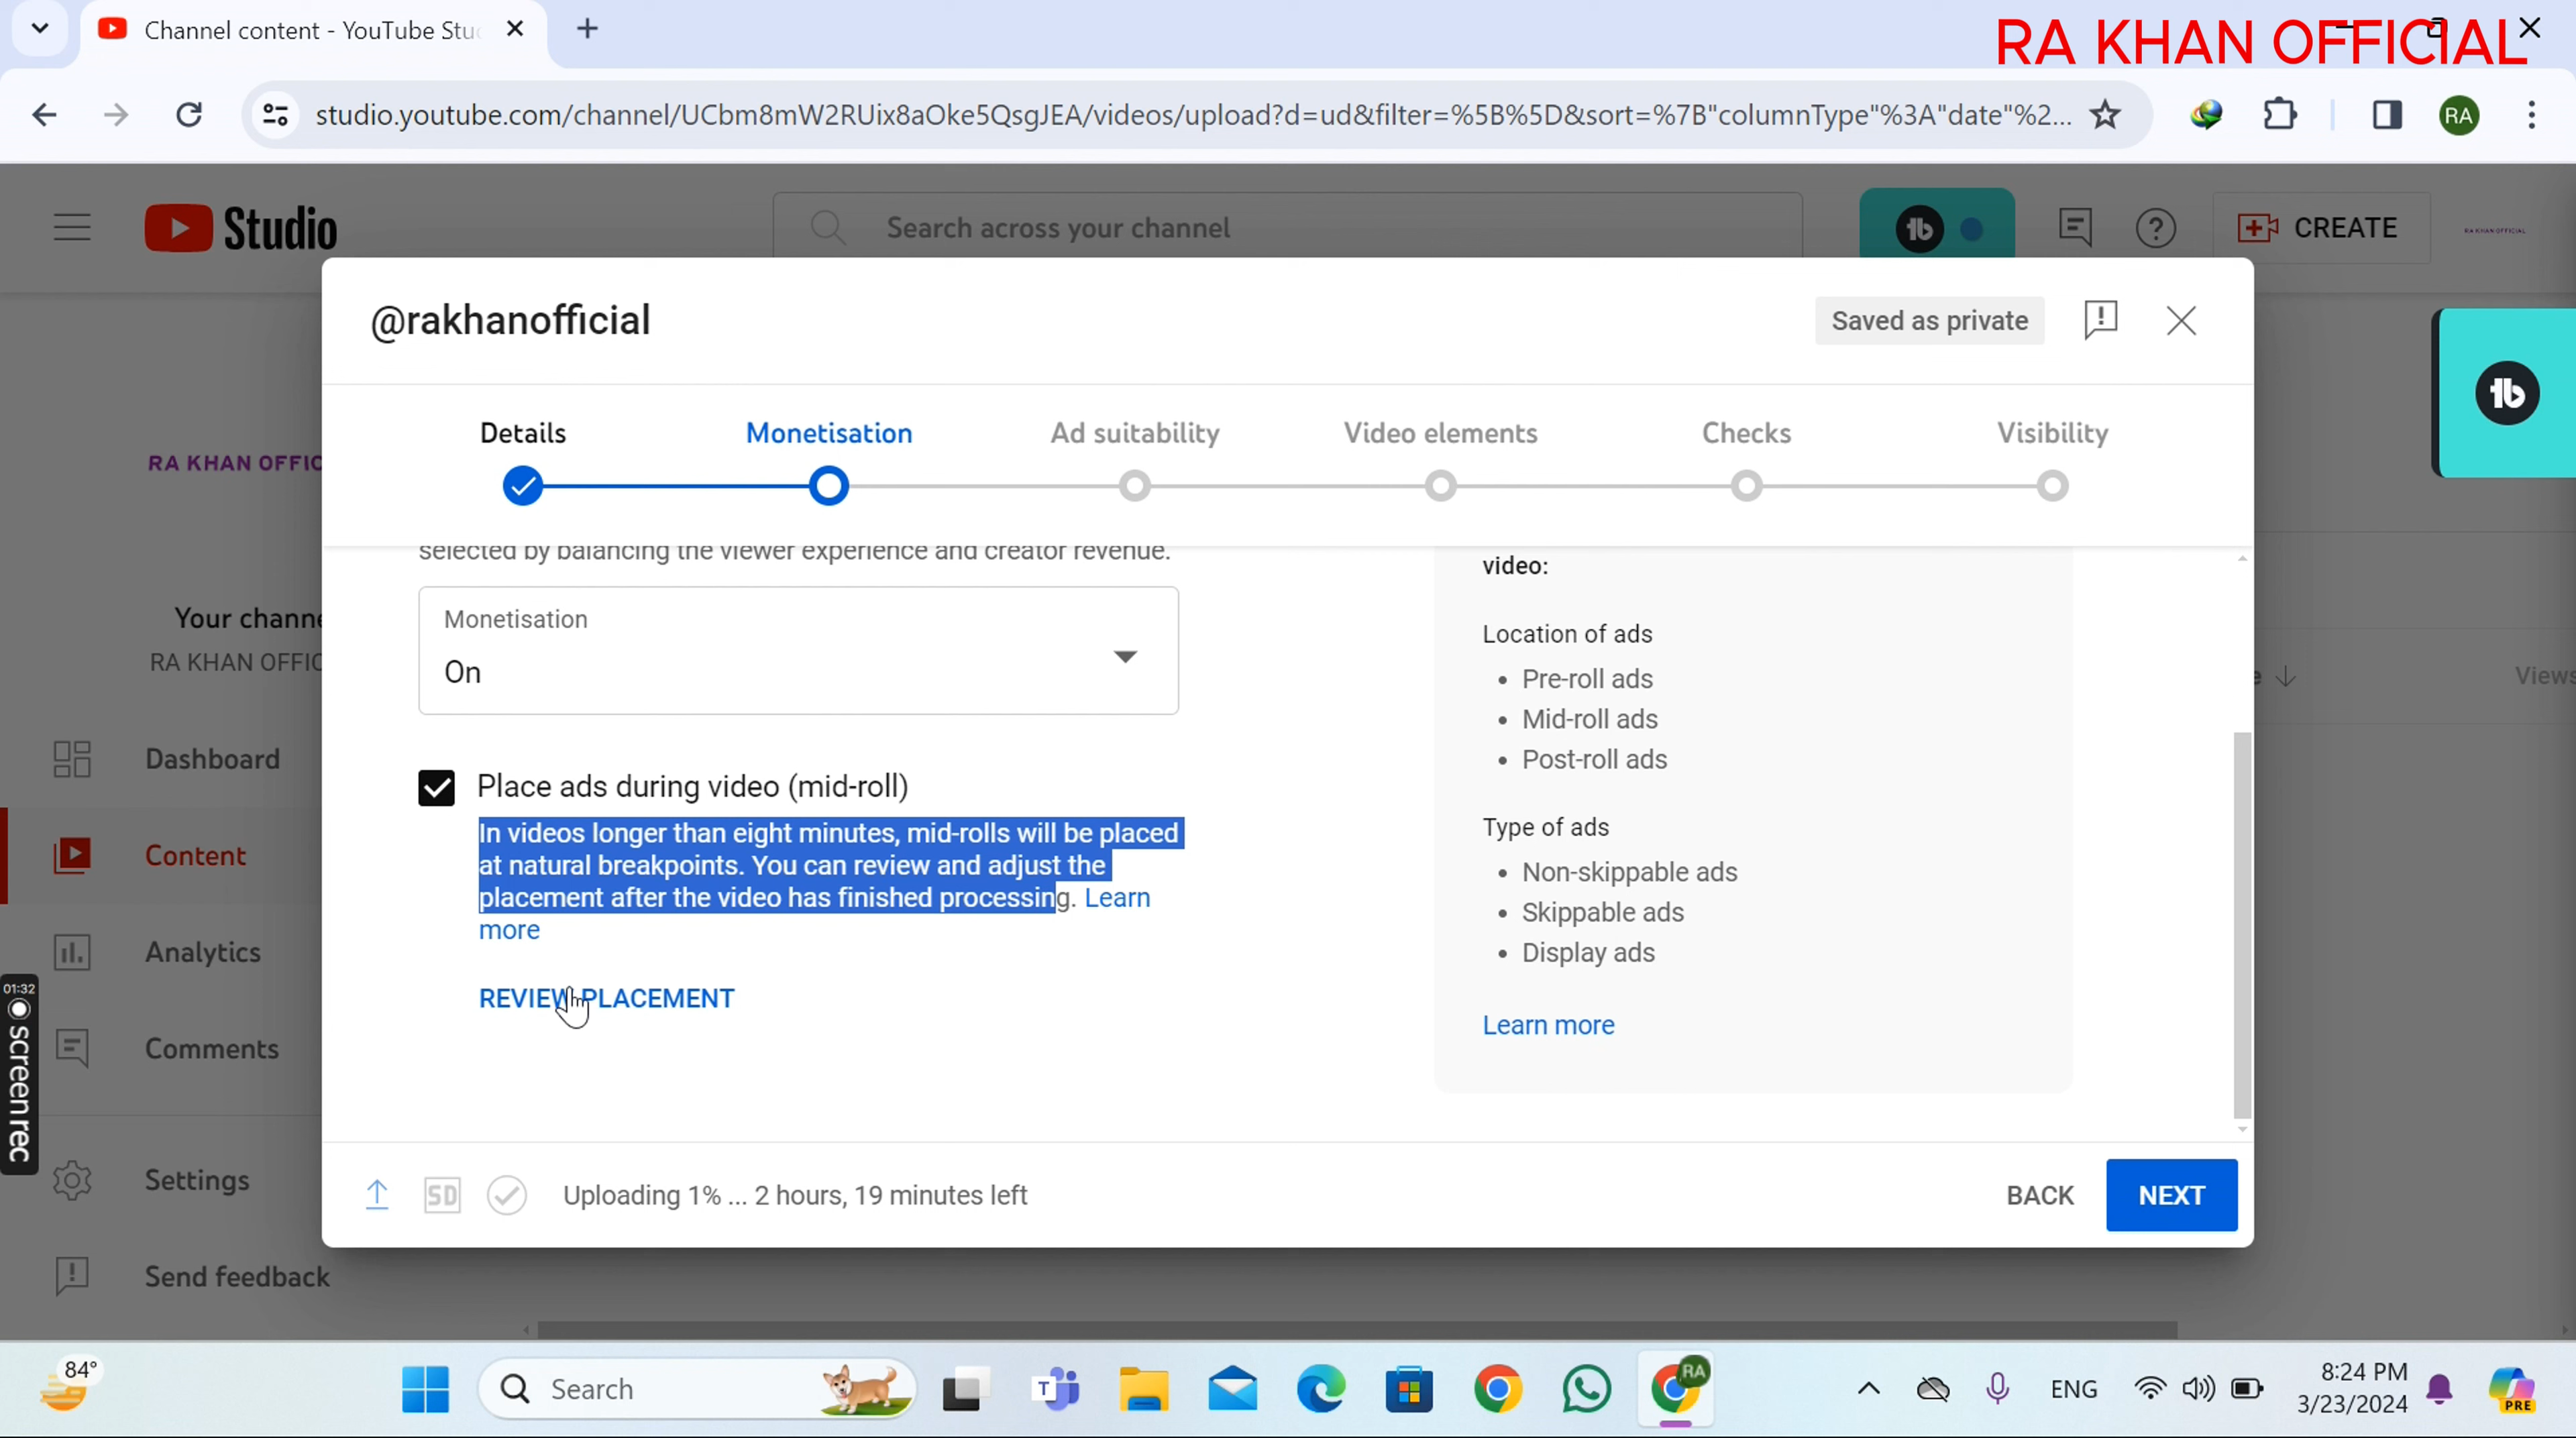 Channel content - YouTube Stu
RA KHAN OFFICIAL
studio.youtube.com/channel/UCbm8mW2RUix8aOke5QsgJEA/videos/upload?d=ud&filter=%5B%5D&sort=%7B"columnType"%3A"date"%2...
RA
Studio
Search across your channel
CREATE
RA KHAN OFFICIAL
@rakhanofficial
Saved as private
Details
Monetisation
Ad suitability
Video elements
Checks
Visibility
RA KHAN OFFIC
Your channe
RA KHAN OFFIC
Dashboard
Content
Analytics
Comments
Settings
Send feedback
selected by balancing the viewer experience and creator revenue.
Monetisation
On
Place ads during video (mid-roll)
In videos longer than eight minutes, mid-rolls will be placed
at natural breakpoints. You can review and adjust the
placement after the video has finished processing. Learn
more
REVIEW PLACEMENT
video:
Location of ads
• Pre-roll ads
• Mid-roll ads
• Post-roll ads
Type of ads
• Non-skippable ads
• Skippable ads
• Display ads
Learn more
e
Views
01:32
screenrec
SD
Uploading 1% ... 2 hours, 19 minutes left
BACK
NEXT
84°
Search
T
RA
ENG
8:24 PM
3/23/2024
PRE